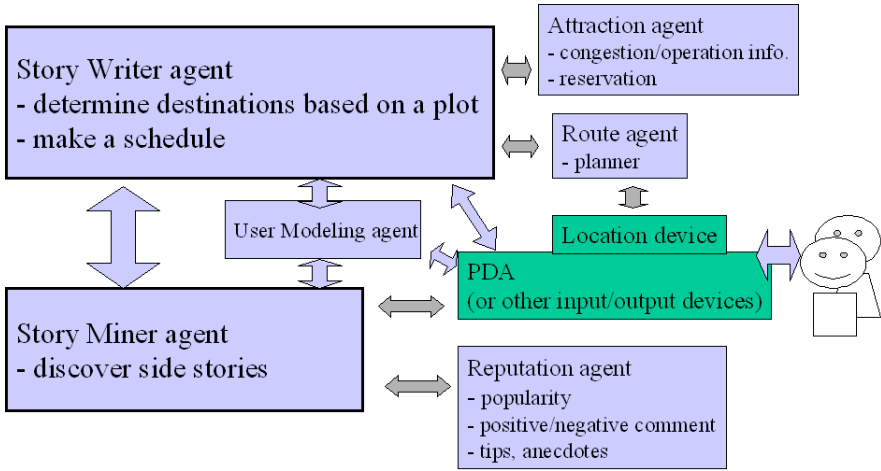 Story Writer agent
- determine destinations based on a plot
- make a schedule
Attraction agent
- congestion/operation info.
- reservation
Route agent
- planner
User Modeling agent
Location device
PDA
(or other input/output devices)
Story Miner agent
- discover side stories
Reputation agent
- popularity
- positive/negative comment
- tips, anecdotes